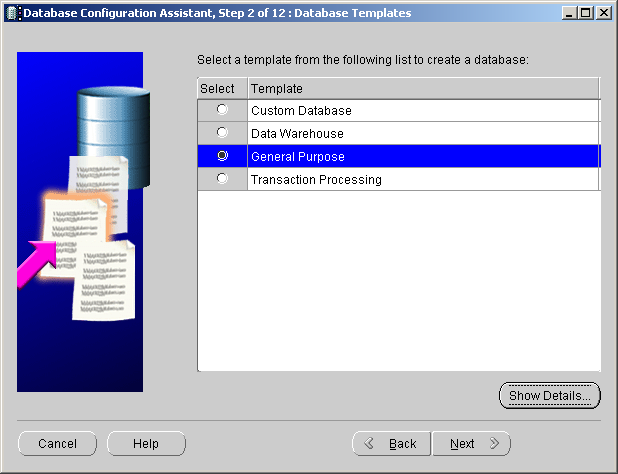 Database Configuration Assistant, Step 2 of 12 : Database Templates
Select a template from the following list to create a database:
Select Template
Custom Database
Data Warehouse
General Purpose
Transaction Processing
Show Details...
Cancel Help Back Next